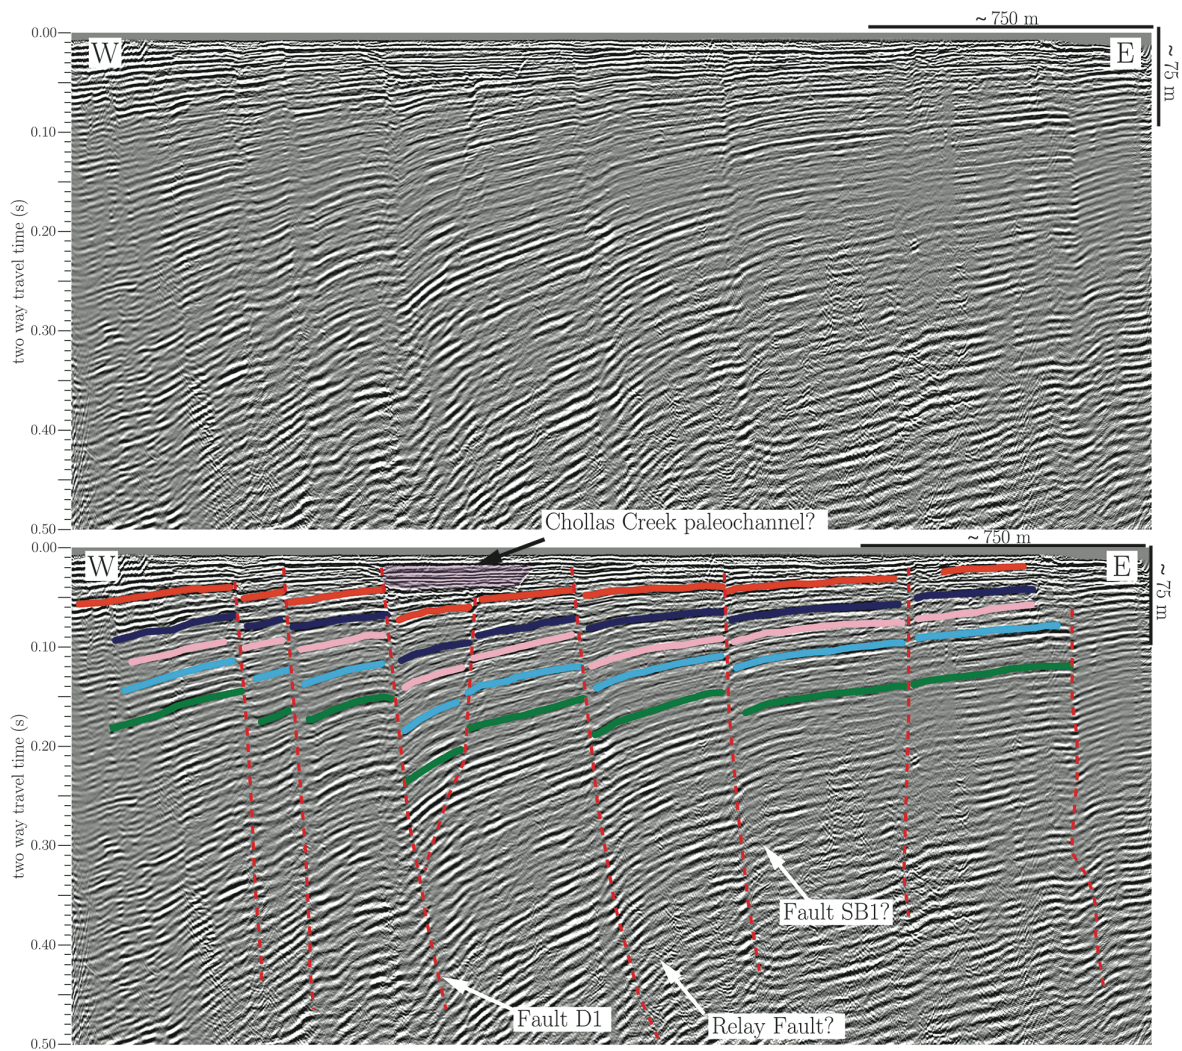 ~ 750 m
0.00
W
E
~ 75 m
0.10
0.20
two way travel time (s)
0.30
0.40
0.50
Chollas Creek paleochannel?
~ 750 m
0.00
W
E
~ 75 m
0.10
0.20
two way travel time (s)
0.30
Fault SB1?
0.40
Fault D1
Relay Fault?
0.50